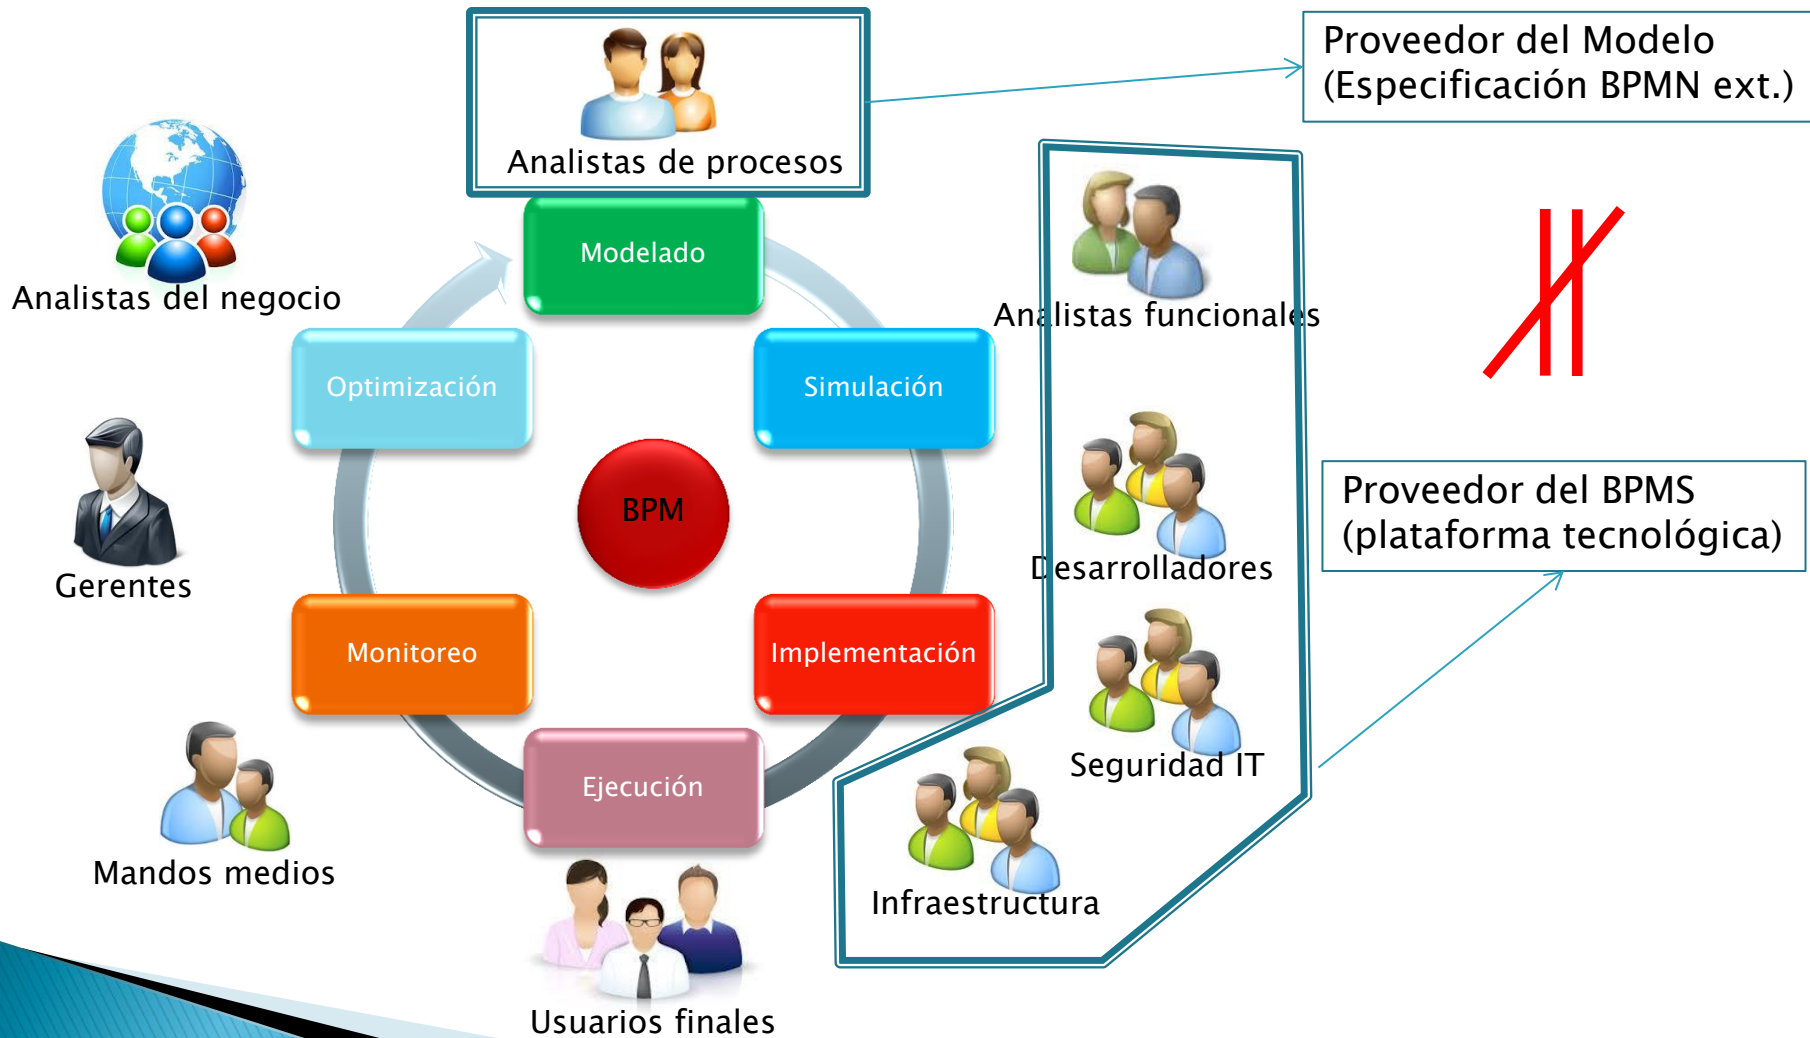 Proveedor del Modelo
(Especificación BPMN ext.)
Analistas de procesos
Modelado
Analistas del negocio
Analistas funcionales
Optimización
Simulación
BPM
Proveedor del BPMS
(plataforma tecnológica)
Desarrolladores
Gerentes
Monitoreo
Implementación
Seguridad IT
Ejecución
Mandos medios
Infraestructura
Usuarios finales